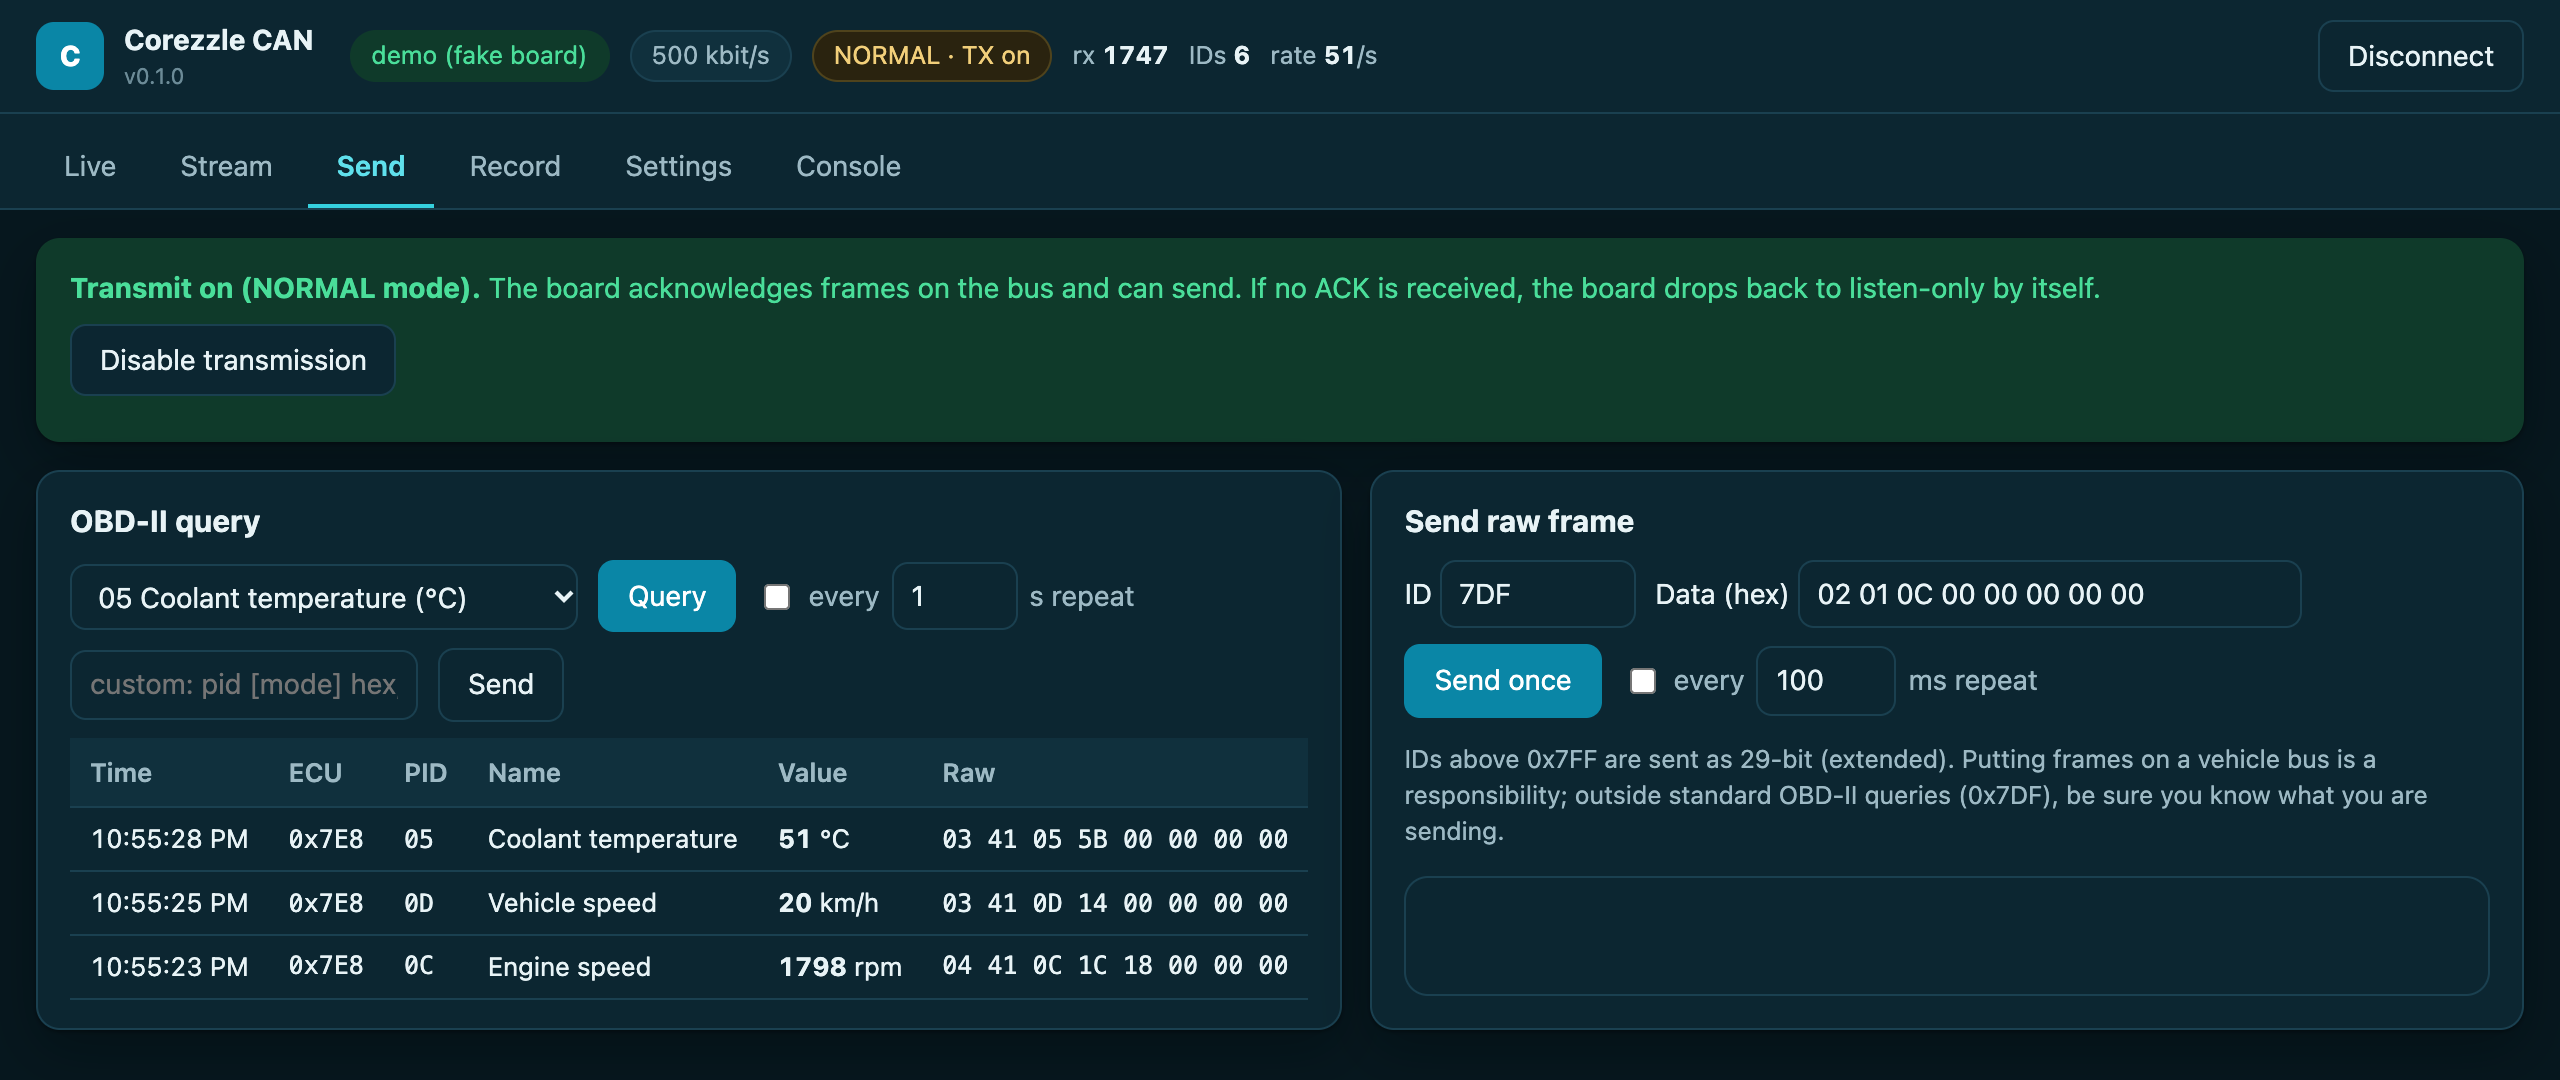 C
Corezzle CAN
v0.1.0
demo (fake board)
500 kbit/s
NORMAL · TX on
rx 1747 IDs 6 rate 51/s
Disconnect
Live Stream Send Record Settings Console
Transmit on (NORMAL mode). The board acknowledges frames on the bus and can send. If no ACK is received, the board drops back to listen-only by itself.
Disable transmission
OBD-II query
05 Coolant temperature (°C) Query every 1 s repeat
custom: pid [mode] hex Send
Time ECU PID Name Value Raw
10:55:28 PM 0x7E8 05 Coolant temperature 51 °C 03 41 05 5B 00 00 00 00
10:55:25 PM 0x7E8 0D Vehicle speed 20 km/h 03 41 0D 14 00 00 00 00
10:55:23 PM 0x7E8 0C Engine speed 1798 rpm 04 41 0C 1C 18 00 00 00
Send raw frame
ID 7DF Data (hex) 02 01 0C 00 00 00 00 00
Send once every 100 ms repeat
IDs above 0x7FF are sent as 29-bit (extended). Putting frames on a vehicle bus is a
responsibility; outside standard OBD-II queries (0x7DF), be sure you know what you are
sending.